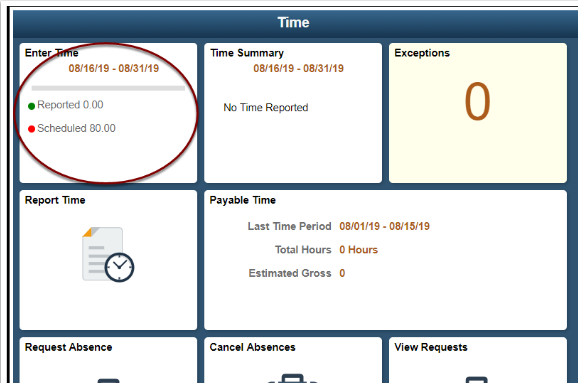 Time
Enter Time
08/16/19 - 08/31/19
Reported 0.00
Scheduled 80.00
Time Summary
08/16/19 - 08/31/19
No Time Reported
Exceptions
0
Report Time
Payable Time
Last Time Period 08/01/19 - 08/15/19
Total Hours 0 Hours
Estimated Gross 0
Request Absence
Cancel Absences
View Requests